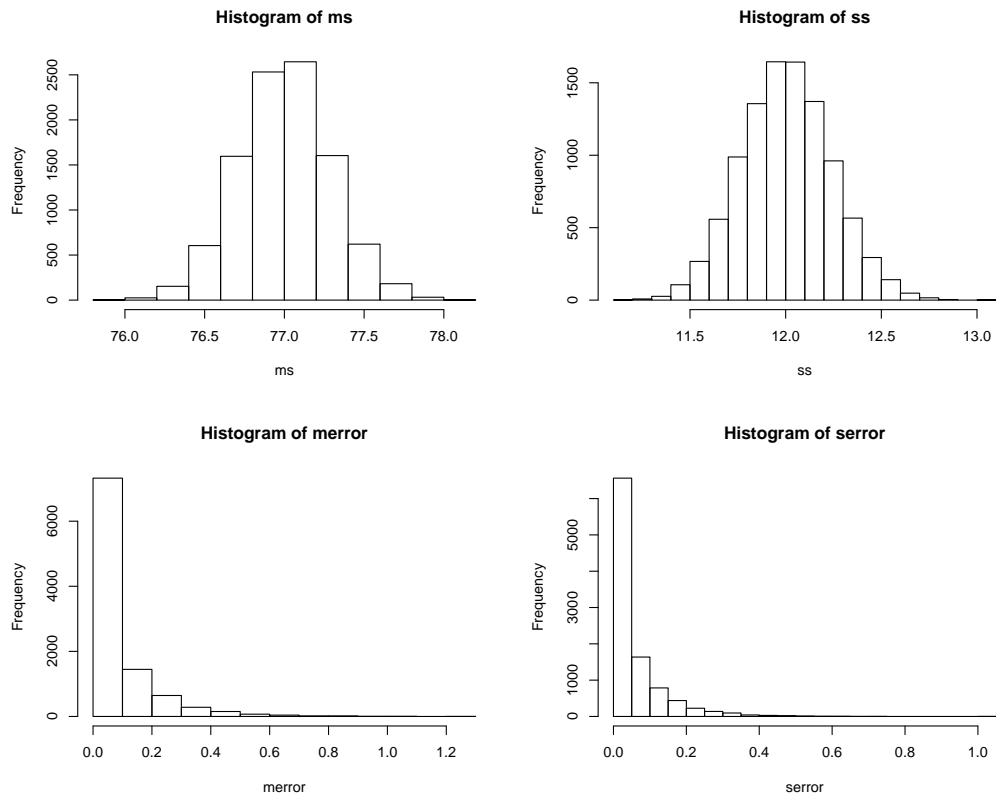 Histogram of ms
Frequency
0 500 1000 1500 2000 2500
76.0 76.5 77.0 77.5 78.0
ms
Histogram of ss
Frequency
0 500 1000 1500
11.5 12.0 12.5 13.0
ss
Histogram of merror
Frequency
0 2000 4000 6000
0.0 0.2 0.4 0.6 0.8 1.0 1.2
merror
Histogram of serror
Frequency
0 1000 3000 5000
0.0 0.2 0.4 0.6 0.8 1.0
serror